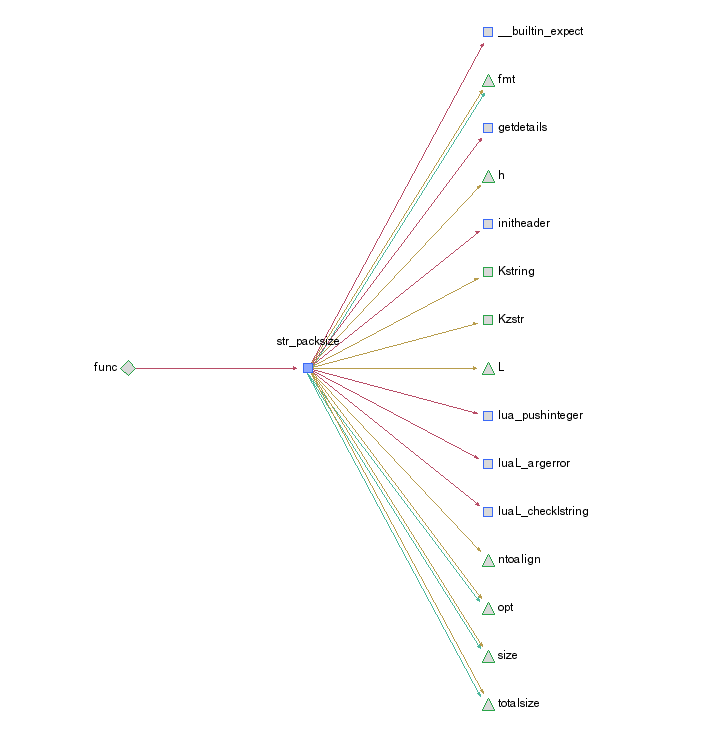 __builtin_expect
fmt
getdetails
h
initheader
Kstring
Kzstr
str_packsize
func
L
lua_pushinteger
luaL_argerror
luaL_checklstring
ntoalign
opt
size
totalsize